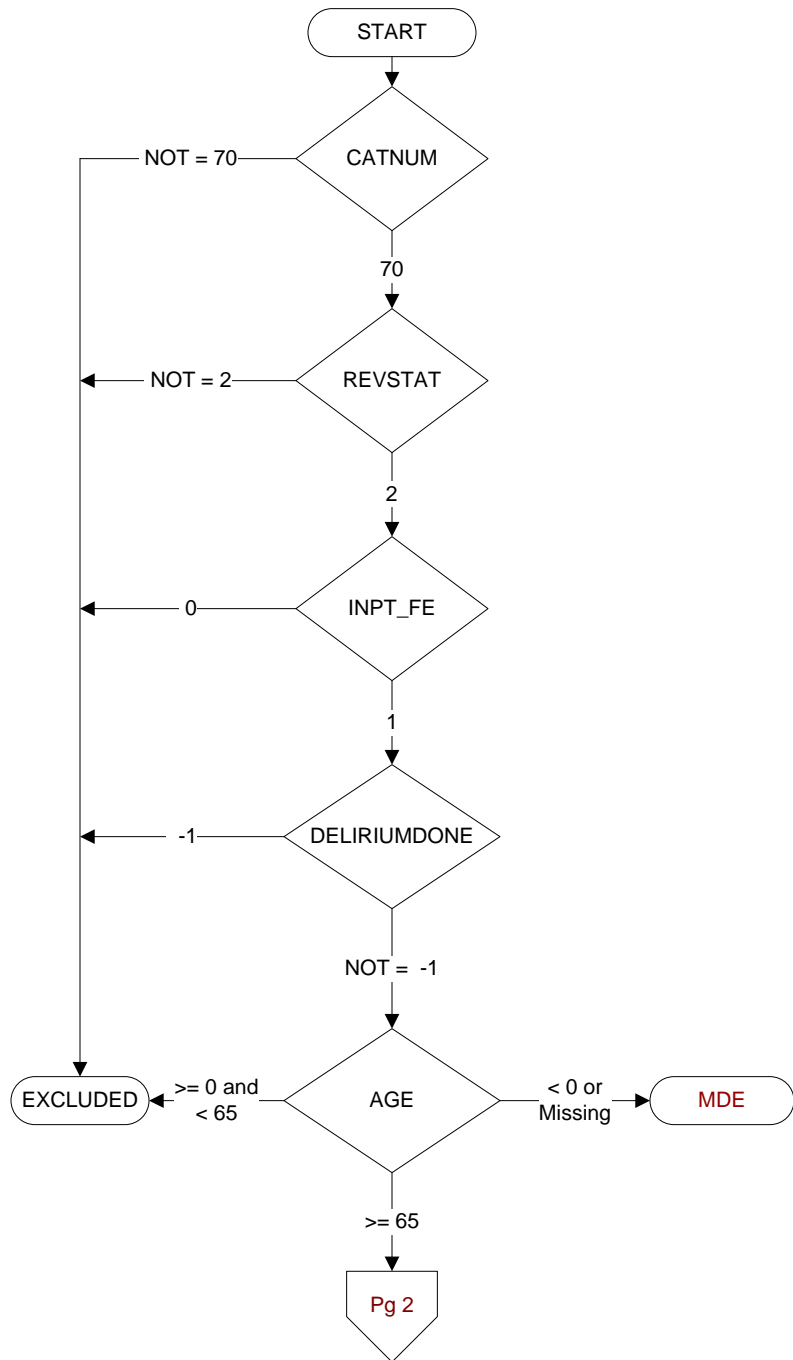 START
CATNUM
NOT = 70
70
REVSTAT
NOT = 2
2
INPT_FE
0
1
DELIRIUMDONE
-1
NOT = -1
EXCLUDED
>= 0 and
< 65
AGE
< 0 or
Missing
MDE
>= 65
Pg 2